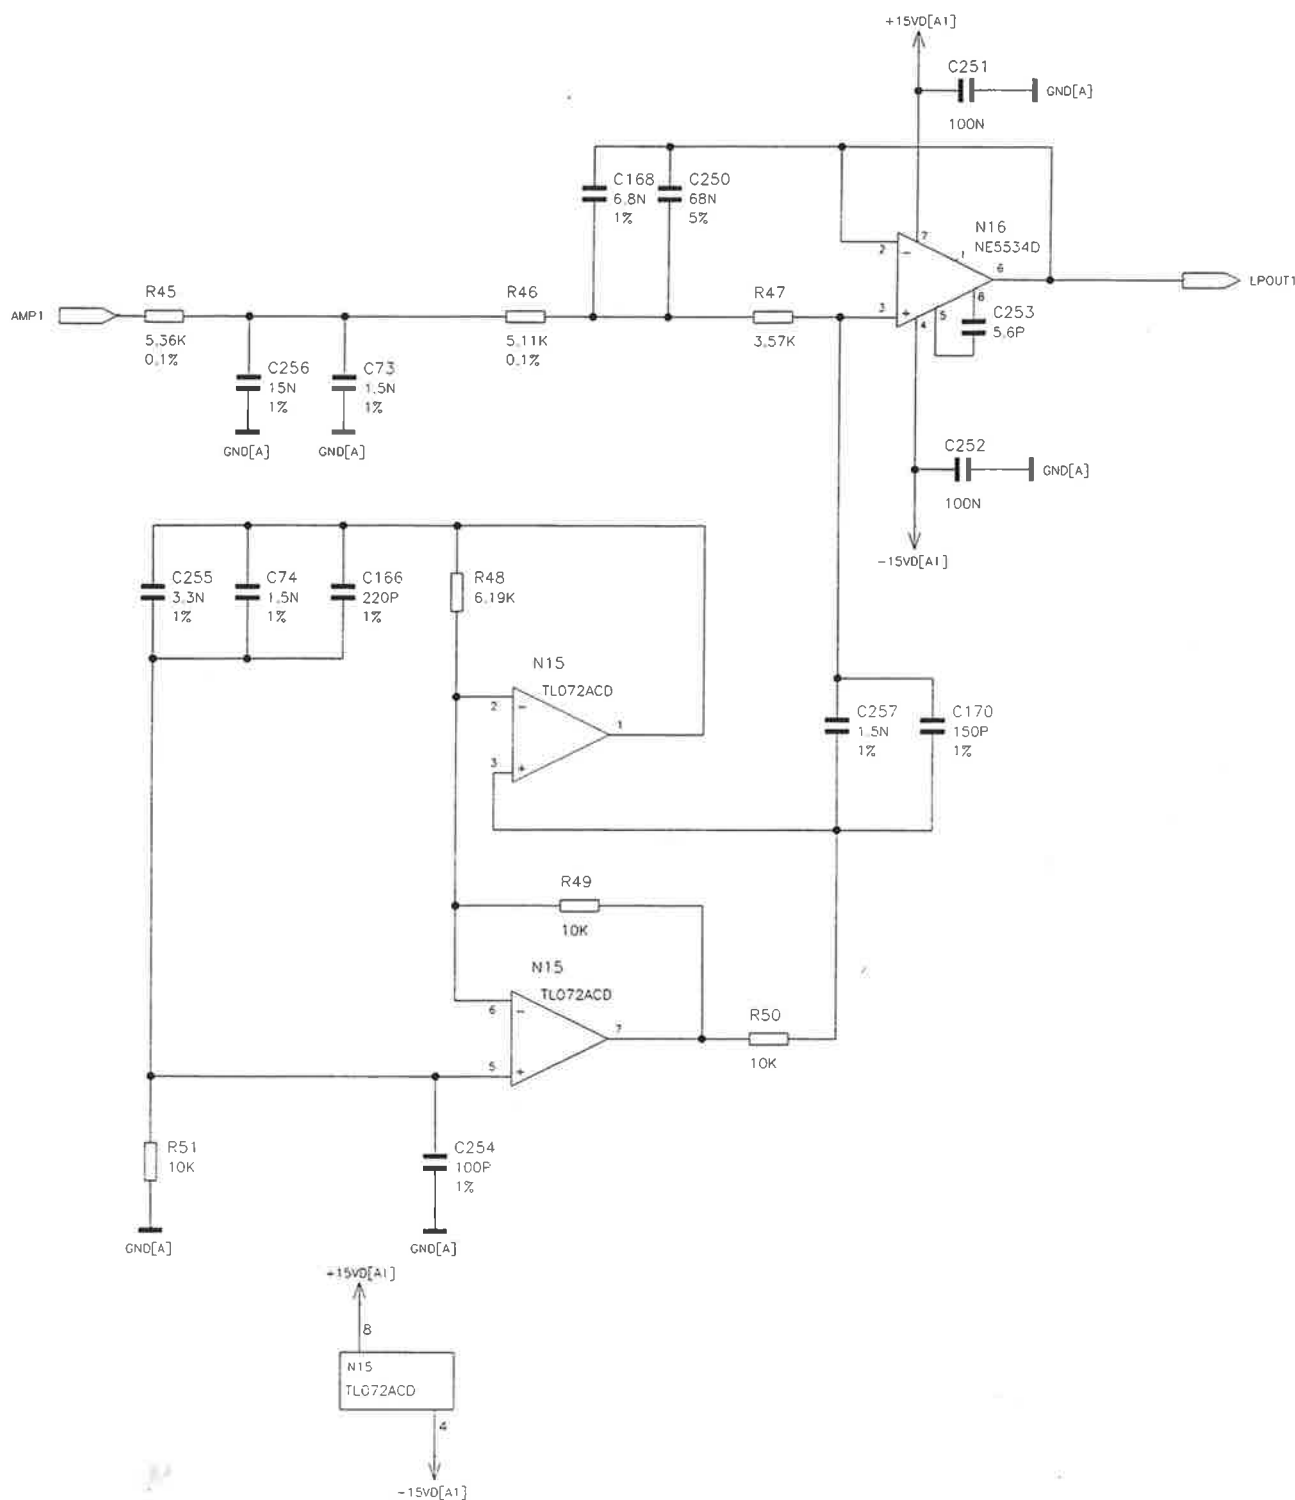 +15VD[A1]
C251
GND[A]
100N
C168
6.8N
1%
C250
68N
5%
7
N16
NE5534D
2
−
1
6
LPOUT1
R45
R46
R47
8
3
+
5
C253
5.6P
4
AMP1
5.36K
0.1%
5.11K
0.1%
3.57K
C256
15N
1%
C73
1.5N
1%
GND[A]
GND[A]
C252
GND[A]
100N
-15VD[A1]
C255
3.3N
1%
C74
1.5N
1%
C166
220P
1%
R48
6.19K
N15
TL072ACD
2
−
1
3
+
C257
1.5N
1%
C170
150P
1%
R49
10K
N15
TL072ACD
6
−
7
5
+
R50
10K
R51
10K
C254
100P
1%
GND[A]
GND[A]
+15VD[A1]
8
N15
TL072ACD
4
-15VD[A1]